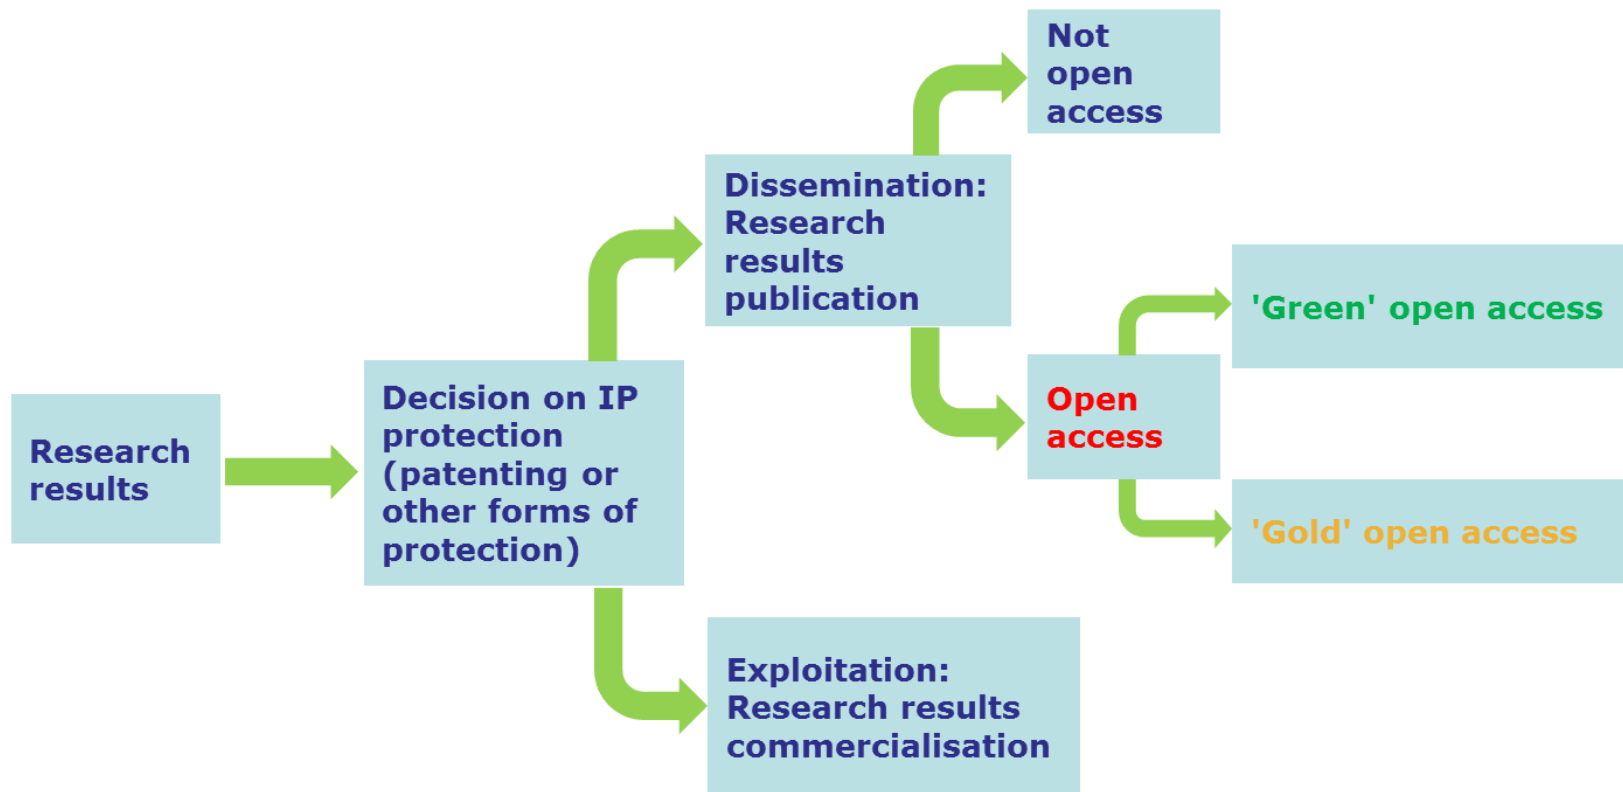 Research
results
Decision on IP
protection
(patenting or
other forms of
protection)
Dissemination:
Research
results
publication
Not
open
access
Open
access
'Green' open access
'Gold' open access
Exploitation:
Research results
commercialisation